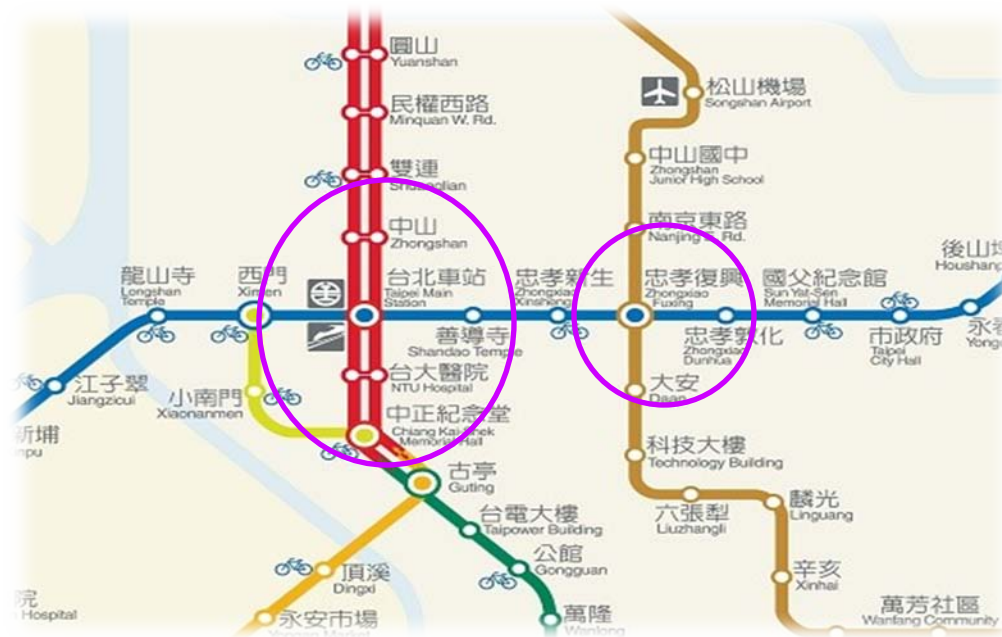 圓山
Yuanshan
松山機場
Songshan Airport
民權西路
Minquan W. Rd.
中山國中
Zhongshan
Junior High School
雙連
Shuanglian
南京東路
Nanjing E. Rd.
中山
Zhongshan
龍山寺
Longshan
Temple
西門
Ximen
台北車站
Taipei Main
Station
忠孝新生
Zhongxiao
Xinsheng
忠孝復興
Zhongxiao
Fuxing
國父紀念館
Sun Yat-Sen
Memorial Hall
後山
Houshanp
善導寺
Shandao Temple
忠孝敦化
Zhongxiao
Dunhua
市政府
Taipei
City Hall
永
Yong
江子翠
Jiangzicui
小南門
Xiaonanmen
台大醫院
NTU Hospital
大安
Daan
新埔
npu
中正紀念堂
Chiang Kai-Shek
Memorial Hall
科技大樓
Technology Building
古亭
Guting
六張犁
Liuzhangli
麟光
Linguang
台電大樓
Taipower Building
公館
Gongguan
頂溪
Dingxi
辛亥
Xinhai
院
Hospital
永安市場
萬隆
Wanlong
萬芳社區
Wanfang Community